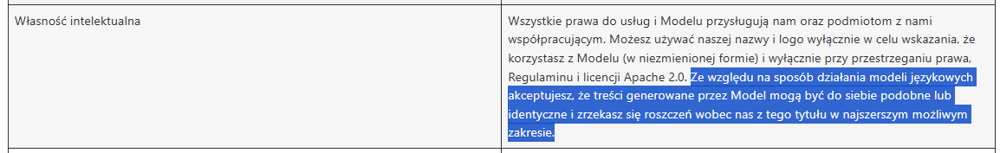 Własność intelektualna
Wszystkie prawa do usług i Modelu przysługują nam oraz podmiotom z nami
współpracującym. Możesz używać naszej nazwy i logo wyłącznie w celu wskazania, że
korzystasz z Modelu (w niezmienionej formie) i wyłącznie przy przestrzeganiu prawa,
Regulaminu i licencji Apache 2.0. Ze względu na sposób działania modeli językowych
akceptujesz, że treści generowane przez Model mogą być do siebie podobne lub
identyczne i zrzekasz się roszczeń wobec nas z tego tytułu w najszerszym możliwym
zakresie.